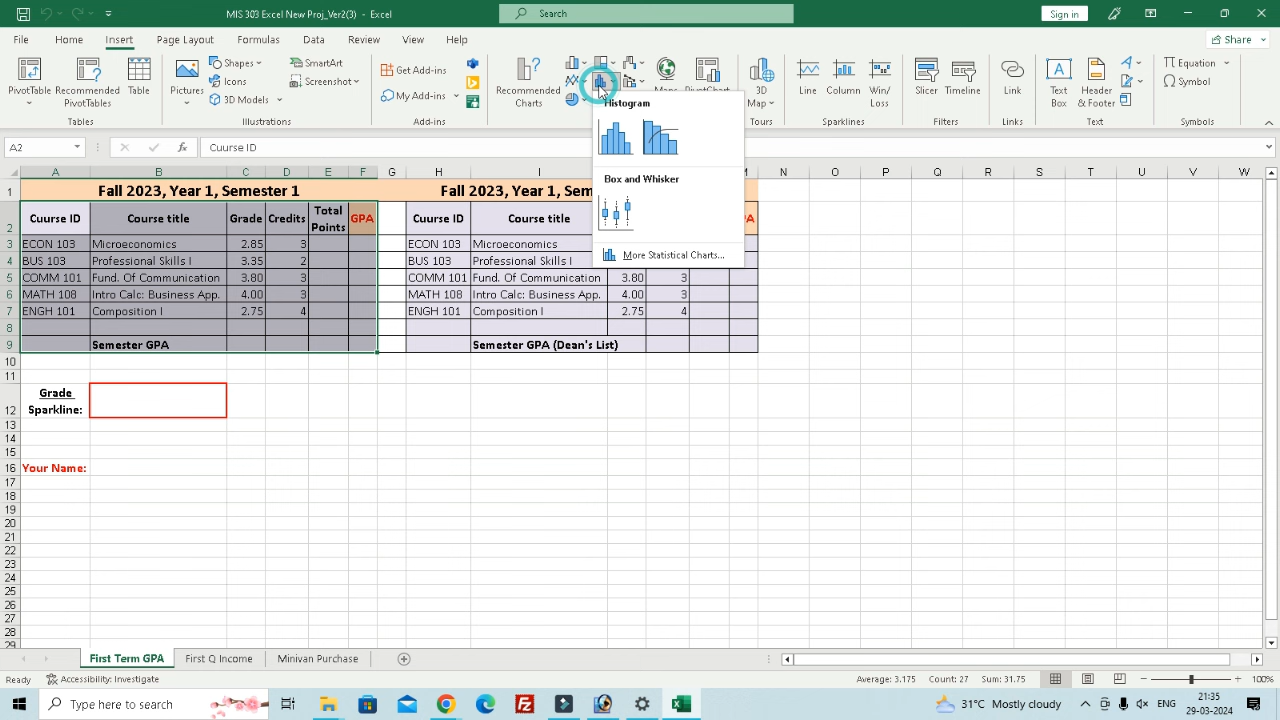 MIS 303 Excel New Proj_Ver2(3) - Excel
Search
Sign in
File Home Insert Page Layout Formulas Data Review View Help
Share
PivotTable
Recommended PivotTables
Table
Pictures
Shapes
Icons
3D Models
SmartArt
Screenshot
Get Add-ins
My Add-ins
Recommended Charts
Maps
PivotChart
3D Map
Line
Column
Win/Loss
Slicer
Timeline
Link
Text Box
Header & Footer
Equation
Symbol
Tables
Illustrations
Add-ins
Tours
Sparklines
Filters
Links
Text
Symbols
Histogram
Box and Whisker
More Statistical Charts...
A2
fx
Cuurse ID
A B C D E F G H I M N O P Q R S T U V W
1 Fall 2023, Year 1, Semester 1 Fall 2023, Year 1, Sem
2 Cuurse ID Course title Grade Credits Total Points GPA Cuurse ID Course title PA
3 ECON 103 Microeconomics 2.85 3 ECON 103 Microeconomics
4 BUS 103 Professional Skills I 3.35 2 BUS 103 Professional Skills I
5 COMM 101 Fund. Of Communication 3.80 3 COMM 101 Fund. Of Communication 3.80 3
6 MATH 108 Intro Calc: Business App. 4.00 3 MATH 108 Intro Calc: Business App. 4.00 3
7 ENGH 101 Composition I 2.75 4 ENGH 101 Composition I 2.75 4
8
9 Semester GPA Semester GPA (Dean's List)
10
11
12 Grade Sparkline:
13
14
15
16 Your Name:
17
18
19
20
21
22
23
24
25
26
27
28
29
First Term GPA First Q Income Minivan Purchase
Ready Accessibility: Investigate Average: 3.175 Count: 27 Sum: 31.75 100%
Type here to search
31°C Mostly cloudy
ENG
21:35
29-03-2024